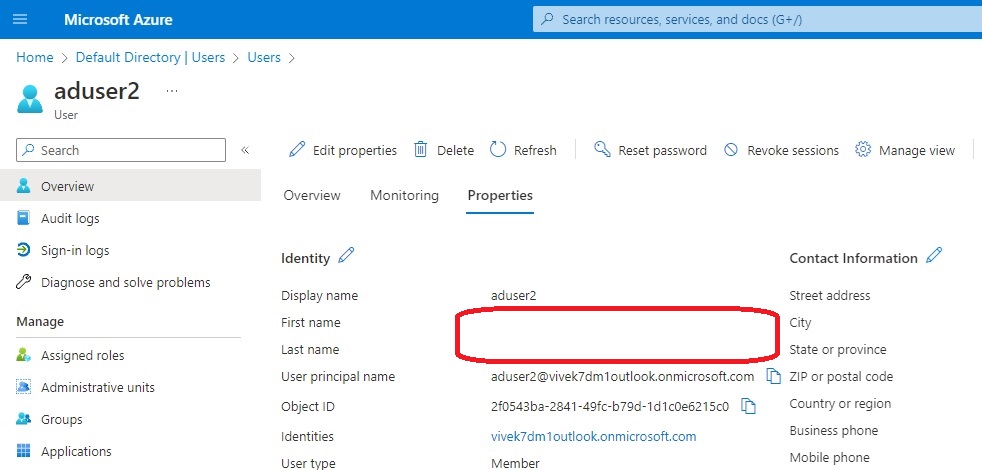 Microsoft Azure
Search resources, services, and docs (G+/)
Home > Default Directory | Users > Users >
aduser2 ...
User
Search «
Overview
Audit logs
Sign-in logs
Diagnose and solve problems
Manage
Assigned roles
Administrative units
Groups
Applications
Edit properties Delete Refresh Reset password Revoke sessions Manage view
Overview Monitoring Properties
Identity
Display name aduser2
First name
Last name
User principal name aduser2@vivek7dm1outlook.onmicrosoft.com
Object ID 2f0543ba-2841-49fc-b79d-1d1c0e6215c0
Identities vivek7dm1outlook.onmicrosoft.com
User type Member
Contact Information
Street address
City
State or province
ZIP or postal code
Country or region
Business phone
Mobile phone